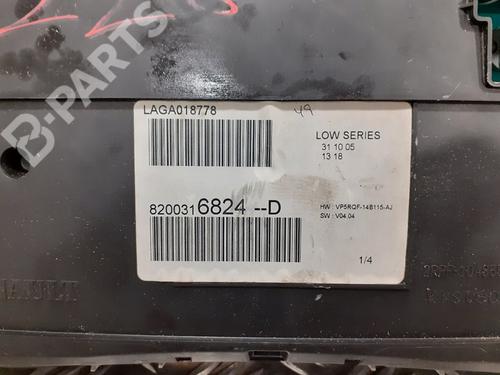 B-PARTS
LAGA018778
49
LOW SERIES
31 10 05
13 18
8200316824 --D
HW : VP5RQF-14B115-AJ
SW : V04.04
1/4